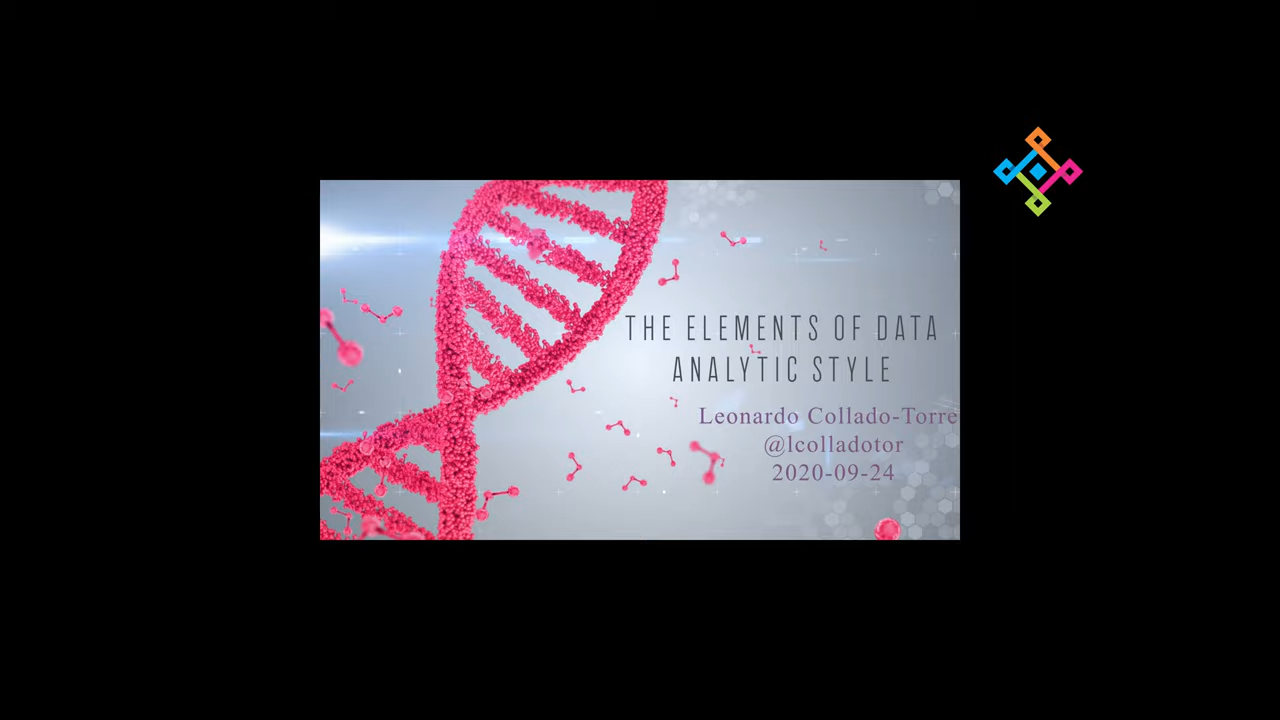 THE ELEMENTS OF DATA
ANALYTIC STYLE
Leonardo Collado-Torre
@lcolladotor
2020-09-24